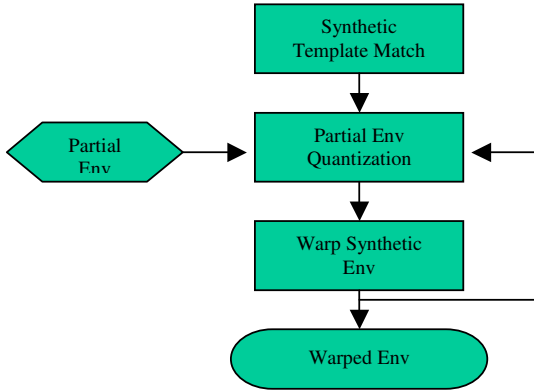 Synthetic
Template Match
Partial
Env
Partial Env
Quantization
Warp Synthetic
Env
Warped Env